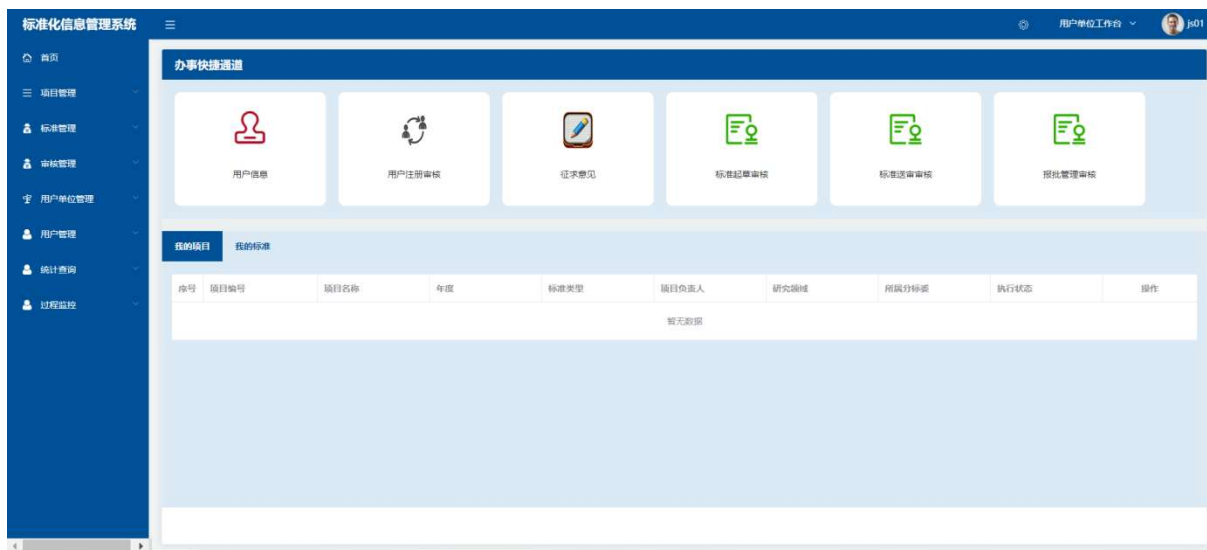 标准化信息管理系统
用户单位工作台
js01
首页
项目管理
标准管理
审核管理
用户单位管理
用户管理
统计查询
过程监控
办事快捷通道
用户信息
用户注册审核
征求意见
标准起草审核
标准送审审核
报批管理审核
我的项目 我的标准
序号 项目编号 项目名称 年度 标准类型 项目负责人 研究领域 所属分标委 执行状态 操作
暂无数据